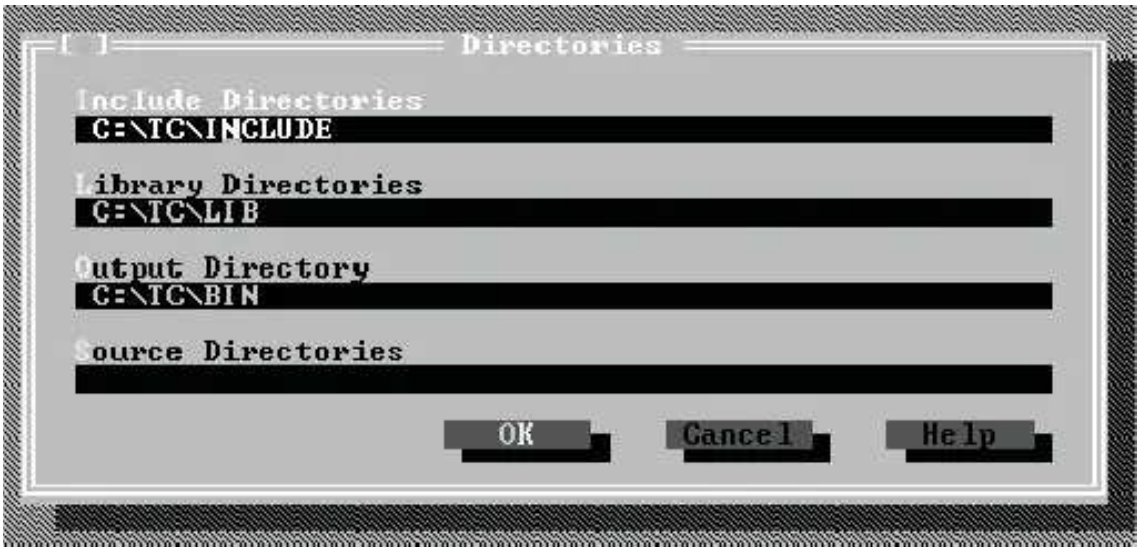 [ ] Directories
Include Directories
C:\TC\INCLUDE
Library Directories
C:\TC\LIB
Output Directory
C:\TC\BIN
Source Directories
OK Cancel Help